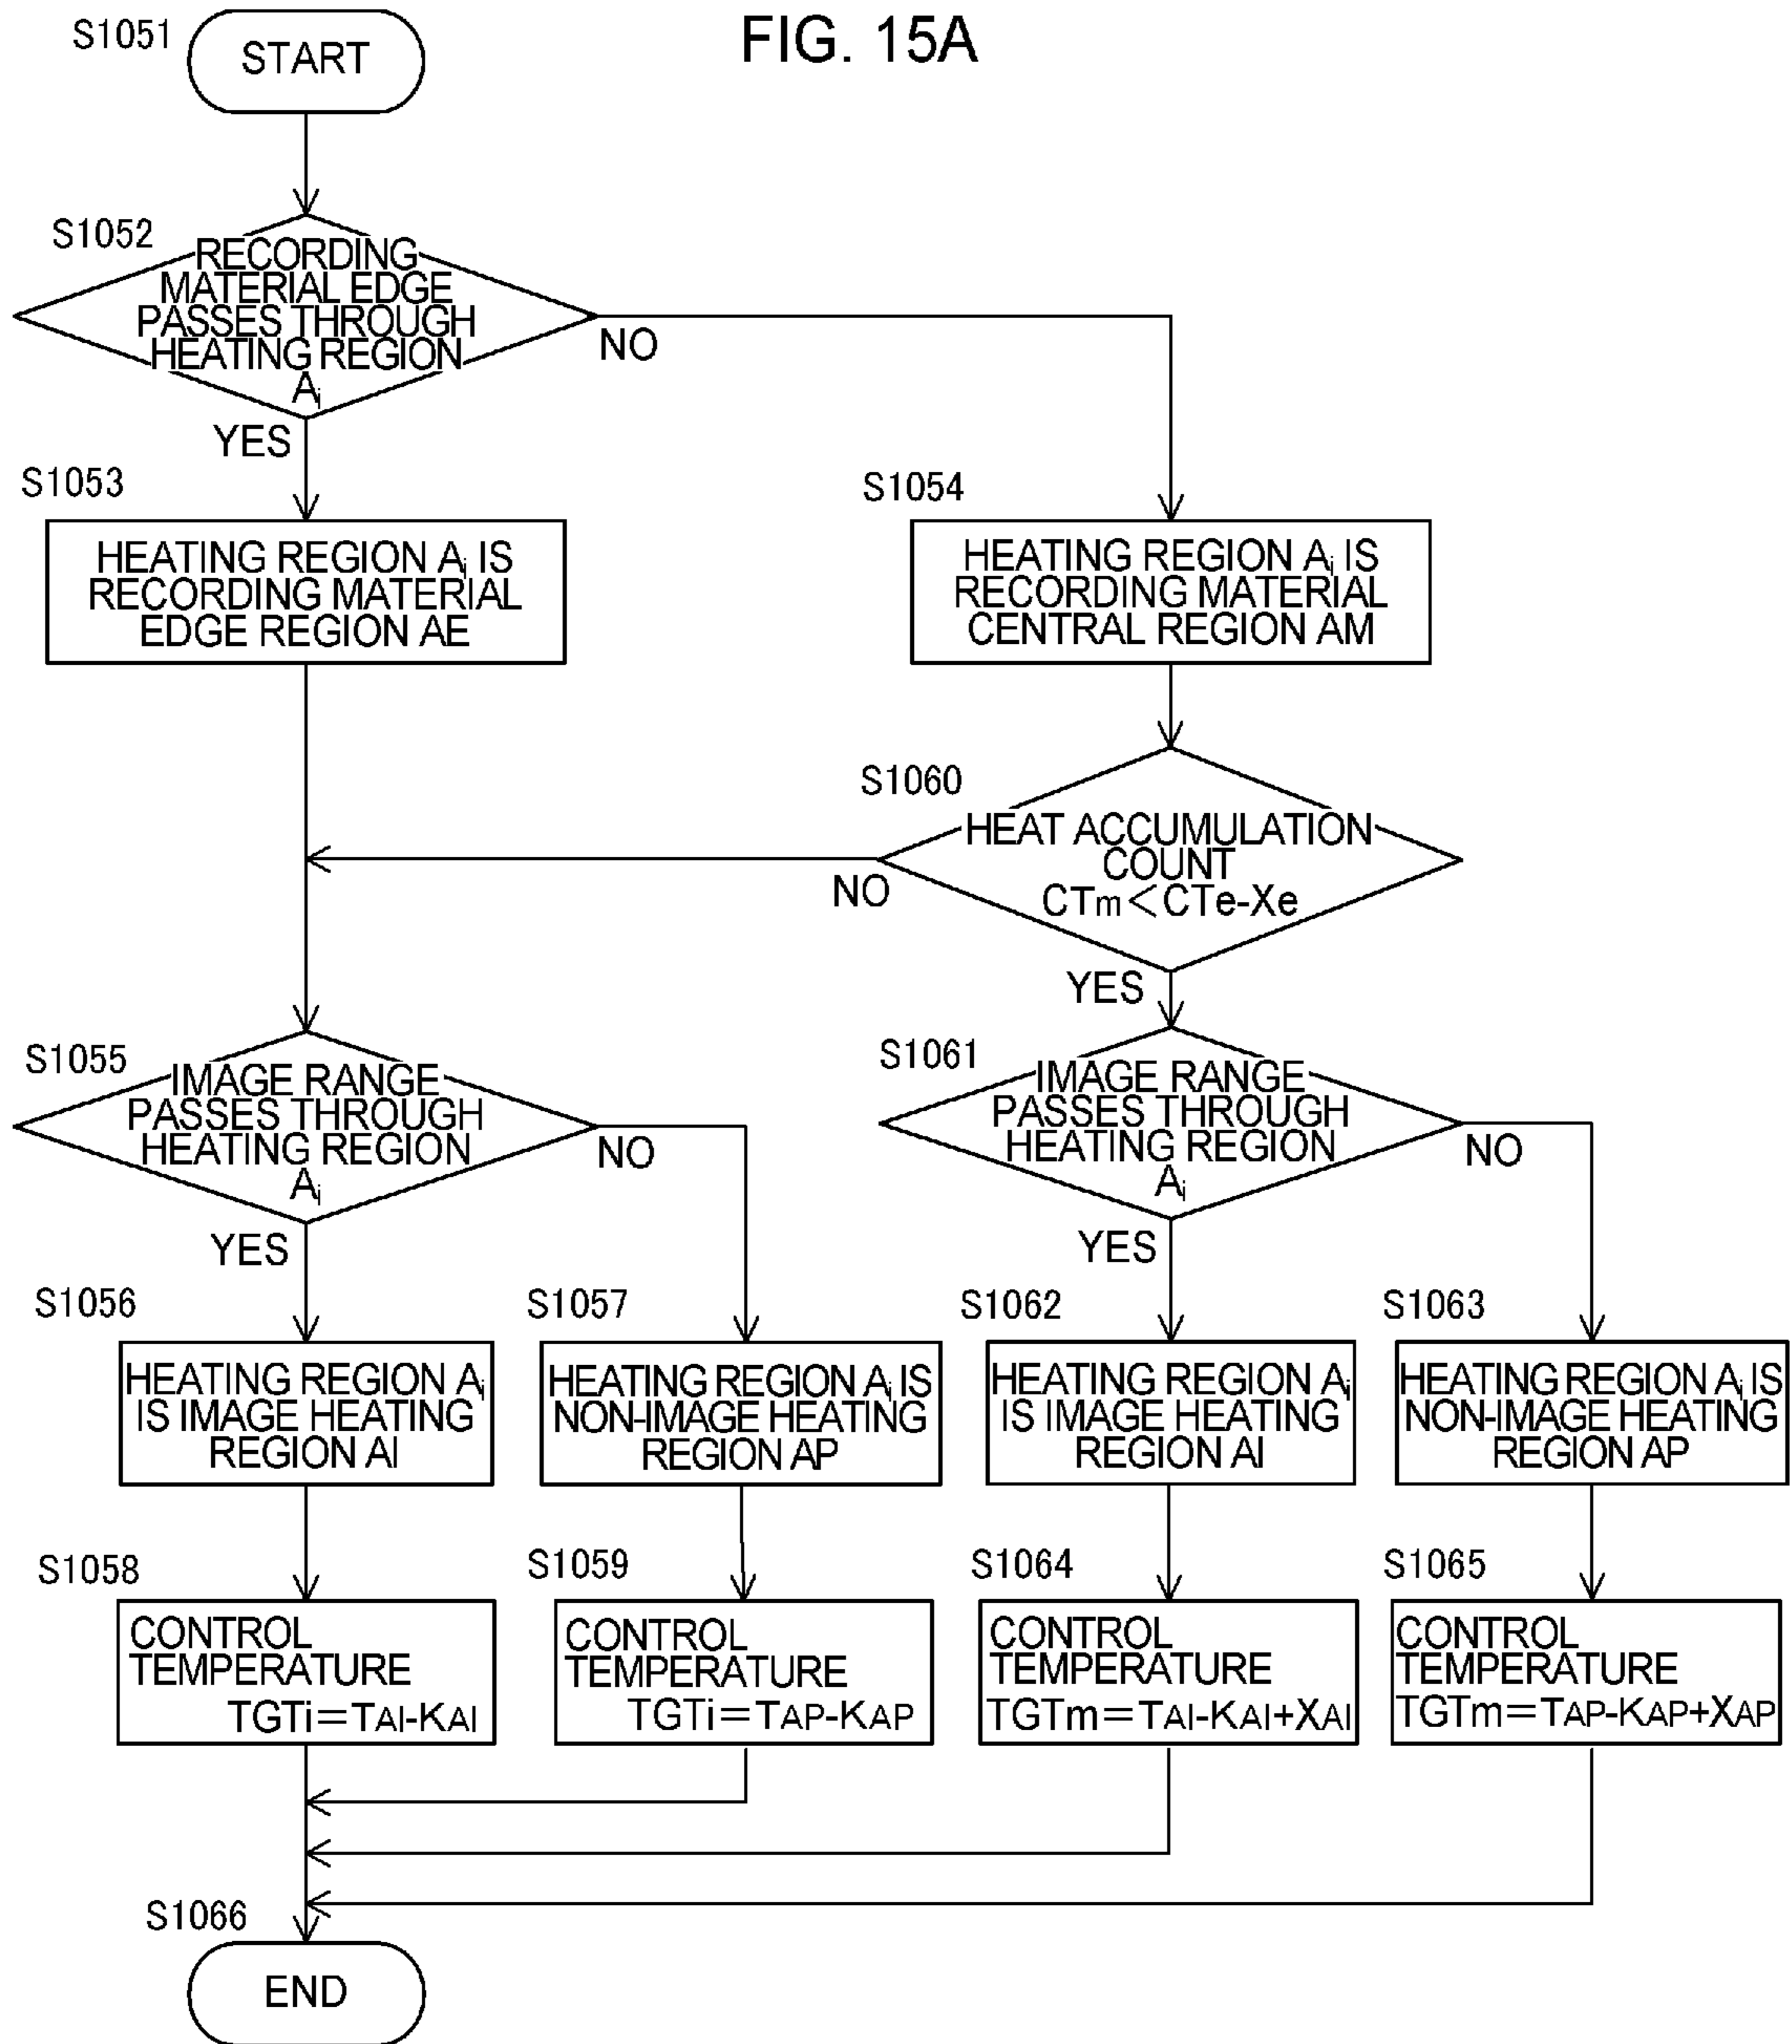 FIG. 15A
S1051
START
S1052
RECORDING
MATERIAL EDGE
PASSES THROUGH
HEATING REGION
Ai
NO
YES
S1053
HEATING REGION Ai IS
RECORDING MATERIAL
EDGE REGION AE
S1054
HEATING REGION Ai IS
RECORDING MATERIAL
CENTRAL REGION AM
S1060
HEAT ACCUMULATION
COUNT
CTm<CTe-Xe
NO
YES
S1055
IMAGE RANGE
PASSES THROUGH
HEATING REGION
Ai
NO
YES
S1061
IMAGE RANGE
PASSES THROUGH
HEATING REGION
Ai
NO
YES
S1056
HEATING REGION Ai
IS IMAGE HEATING
REGION AI
S1057
HEATING REGION Ai IS
NON-IMAGE HEATING
REGION AP
S1062
HEATING REGION Ai
IS IMAGE HEATING
REGION AI
S1063
HEATING REGION Ai IS
NON-IMAGE HEATING
REGION AP
S1058
CONTROL
TEMPERATURE
TGTi=TAI-KAI
S1059
CONTROL
TEMPERATURE
TGTi=TAP-KAP
S1064
CONTROL
TEMPERATURE
TGTm=TAI-KAI+XAI
S1065
CONTROL
TEMPERATURE
TGTm=TAP-KAP+XAP
S1066
END